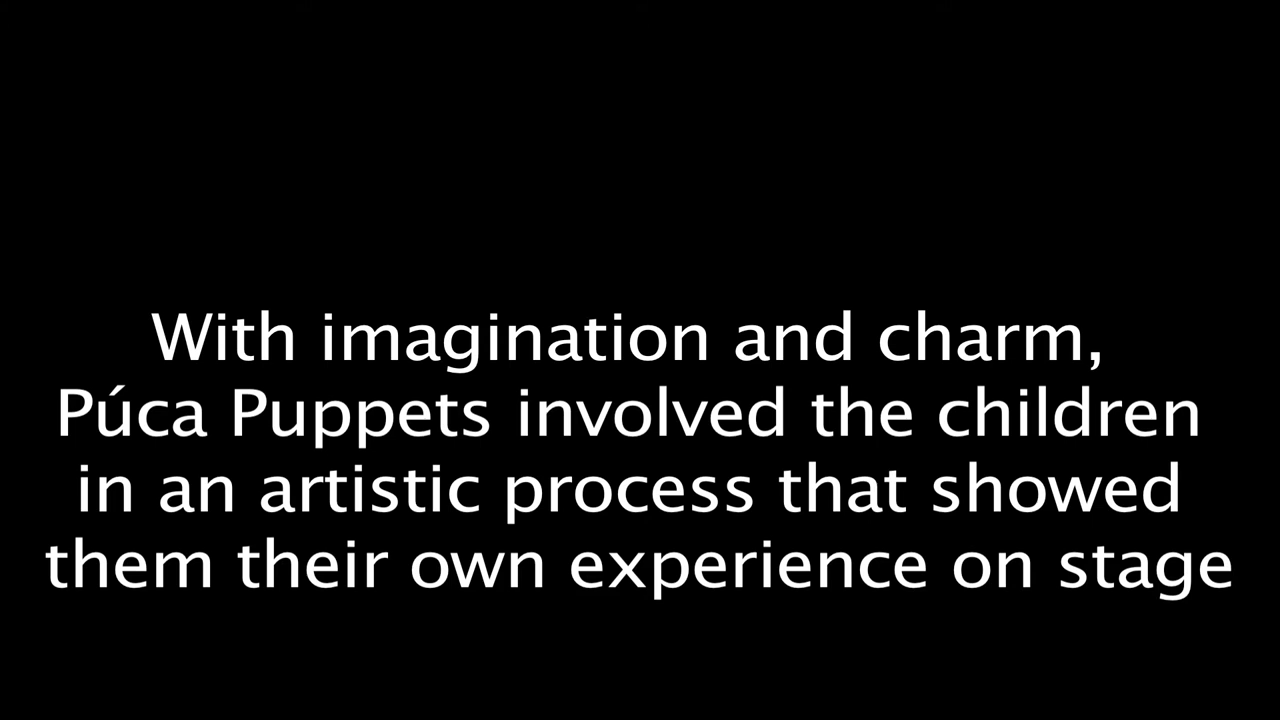 With imagination and charm,
Púca Puppets involved the children
in an artistic process that showed
them their own experience on stage